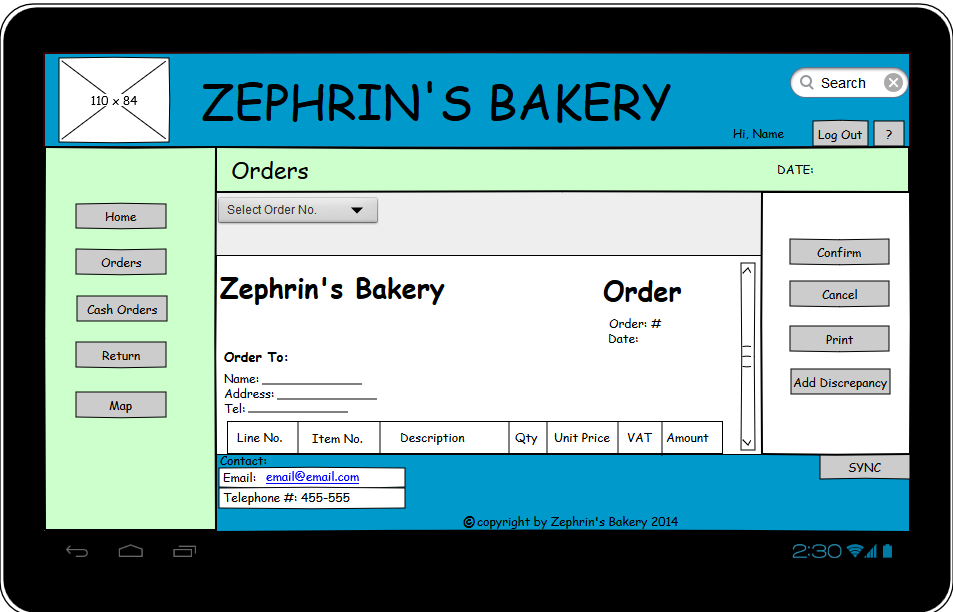 110 x 84
ZEPHRIN'S BAKERY
Search
Hi, Name
Log Out
?
Orders
DATE:
Home
Orders
Cash Orders
Return
Map
Select Order No.
Zephrin's Bakery
Order
Order: #
Date:
Order To:
Name:
Address:
Tel:
Line No. Item No. Description Qty Unit Price VAT Amount
Confirm
Cancel
Print
Add Discrepancy
Contact:
Email: email@email.com
Telephone #: 455-555
SYNC
© copyright by Zephrin's Bakery 2014
2:30